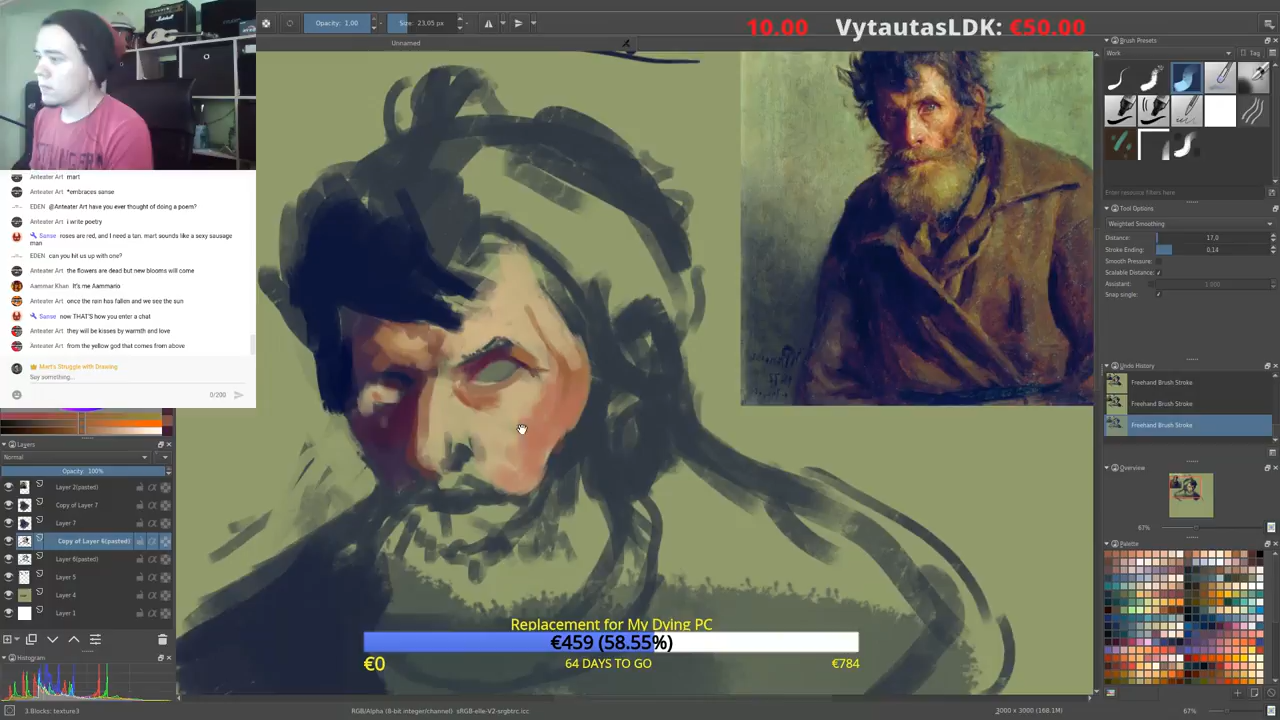 Opacity: 1,00
Size: 23,05 px
10.00 VytautasLDK: €50.00
Unnamed
Anteater Art mart
Anteater Art *embraces sanse
EDEN @Anteater Art have you ever thought of doing a poem?
Anteater Art i write poetry
Sanse roses are red, and I need a tan, mart sounds like a sexy sausage
man
EDEN can you hit us up with one?
Anteater Art the flowers are dead but new blooms will come
Aammar Khan It's me Aammario
Anteater Art once the rain has fallen and we see the sun
Sanse now THAT'S how you enter a chat
Anteater Art they will be kisses by warmth and love
Anteater Art from the yellow god that comes from above
Mart's Struggle with Drawing
Say something...
0/200
Layers
Normal
Opacity: 100%
Layer 2(pasted)
Copy of Layer 7
Layer 7
Copy of Layer 6(pasted)
Layer 6(pasted)
Layer 5
Layer 4
Layer 1
Histogram
3.Blocks: texture3
Replacement for My Dying PC
€459 (58.55%)
€0
64 DAYS TO GO
€784
RGB/Alpha (8-bit integer/channel) sRGB-elle-V2-srgbtrc.icc
3000 x 3000 (168.1M)
67%
Brush Presets
Work
Tag
Enter resource filters here
Tool Options
Weighted Smoothing
Distance: 17,0
Stroke Ending: 0,14
Smooth Pressure:
Scalable Distance:
Assistant: 1 000
Snap single:
Undo History
Freehand Brush Stroke
Freehand Brush Stroke
Freehand Brush Stroke
Overview
67%
Palette